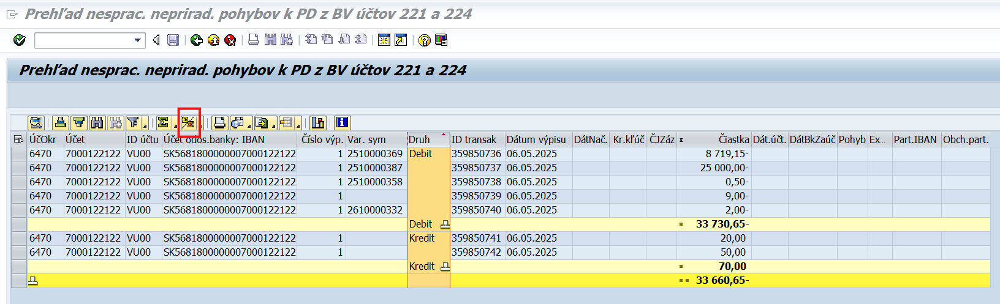 Prehľad nesprac. neprirad. pohybov k PD z BV účtov 221 a 224
Prehľad nesprac. neprirad. pohybov k PD z BV účtov 221 a 224
ÚčOkr Účet ID účtu Účet odos.banky: IBAN Číslo výp. Var. sym Druh ID transak Dátum výpisu DátNač. Kr.kľúč ČJZáz Čiastka Dát.účt. DátBkZaúč Pohyb Ex... Part.IBAN Obch.part.
6470 7000122122 VU00 SK5681800000007000122122 1 2510000369 Debit 359850736 06.05.2025 8 719,15-
6470 7000122122 VU00 SK5681800000007000122122 1 2510000387 359850737 06.05.2025 25 000,00-
6470 7000122122 VU00 SK5681800000007000122122 1 2510000358 359850738 06.05.2025 0,50-
6470 7000122122 VU00 SK5681800000007000122122 1 359850739 06.05.2025 9,00-
6470 7000122122 VU00 SK5681800000007000122122 1 2610000332 359850740 06.05.2025 2,00-
Debit 33 730,65-
6470 7000122122 VU00 SK5681800000007000122122 1 Kredit 359850741 06.05.2025 20,00
6470 7000122122 VU00 SK5681800000007000122122 1 359850742 06.05.2025 50,00
Kredit 70,00
33 660,65-